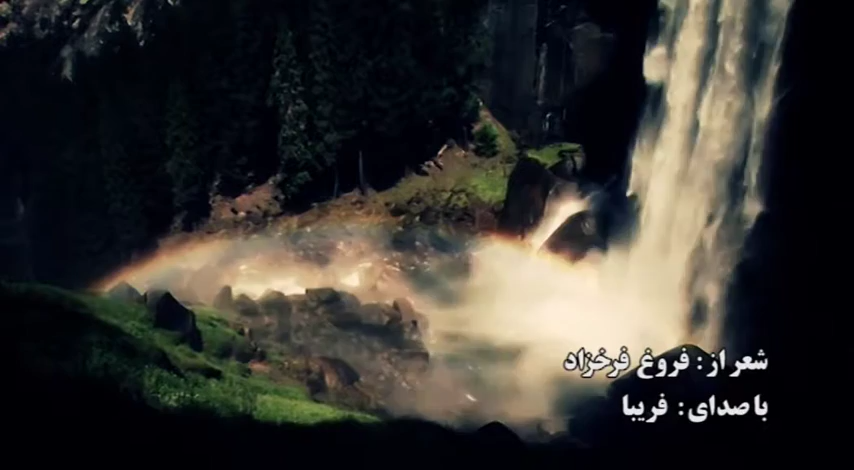 شعر از : فروغ فرخزاد
با صدای : فریبا